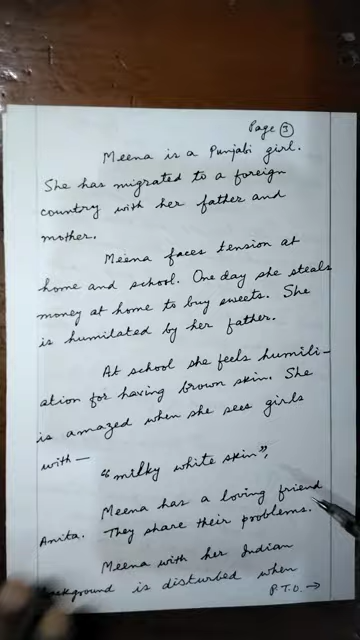 Page 3
Meena is a Punjabi girl.
She has migrated to a foreign
country with her father and
mother.
Meena faces tension at
home and school. One day she steals
money at home to buy sweets. She
is humilated by her father.
At school she feels humili-
ation for having brown skin. She
is amazed when she sees girls
with —
"milky white skin",
Meena has a loving friend
Anita. They share their problems.
Meena with her Indian
background is disturbed when
P.T.O. →